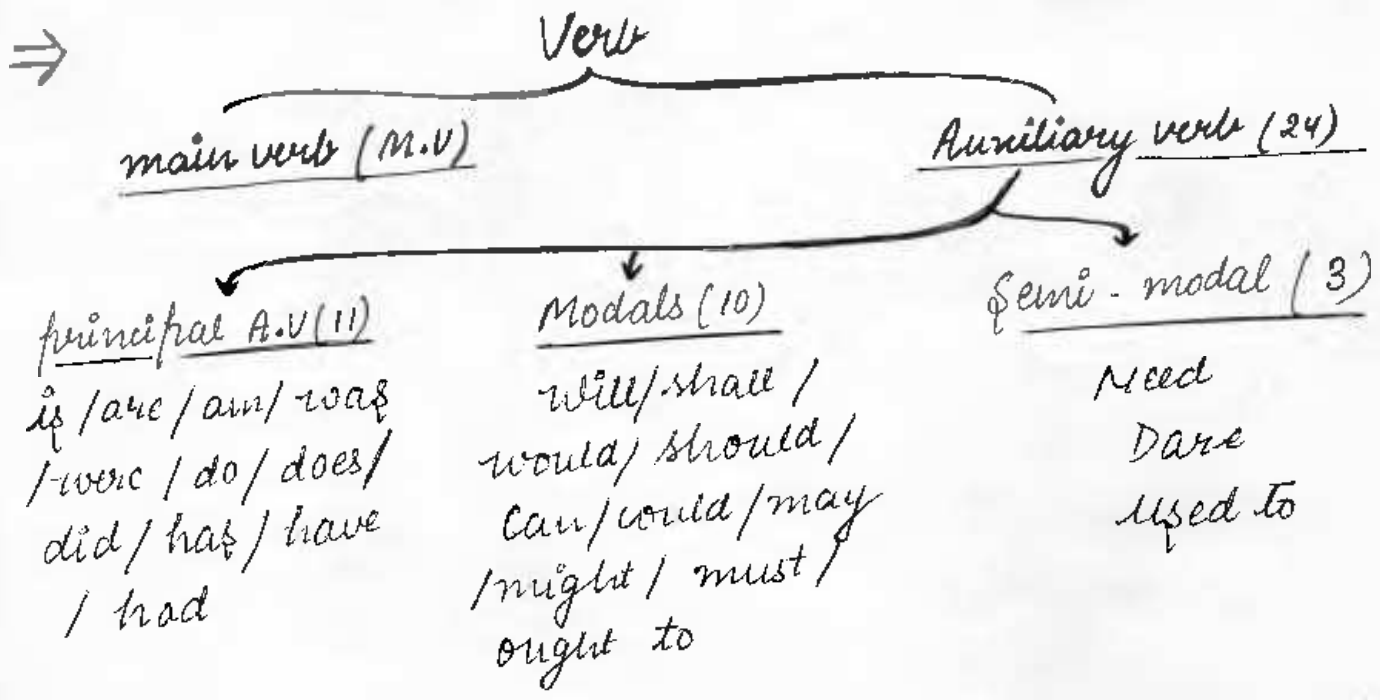 ⇒ Verb
main verb (M.V)
Auxiliary verb (24)
principal A.V (11)
is / are / am / was
/ were / do / does /
did / has / have
/ had
Modals (10)
will / shall /
would / should /
Can / could / may
/ might / must /
ought to
Semi - modal (3)
Need
Dare
Used to